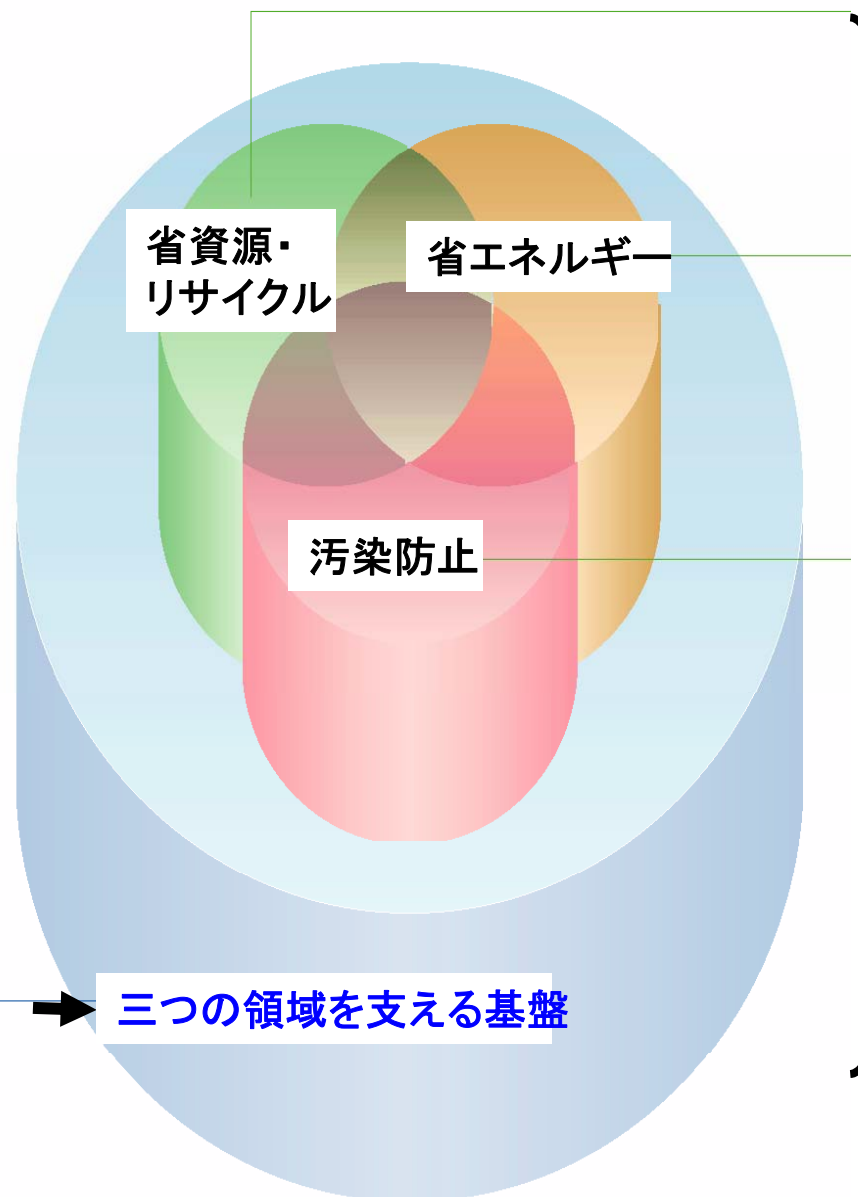 省資源・
リサイクル
省エネルギー
汚染防止
三つの領域を支える基盤